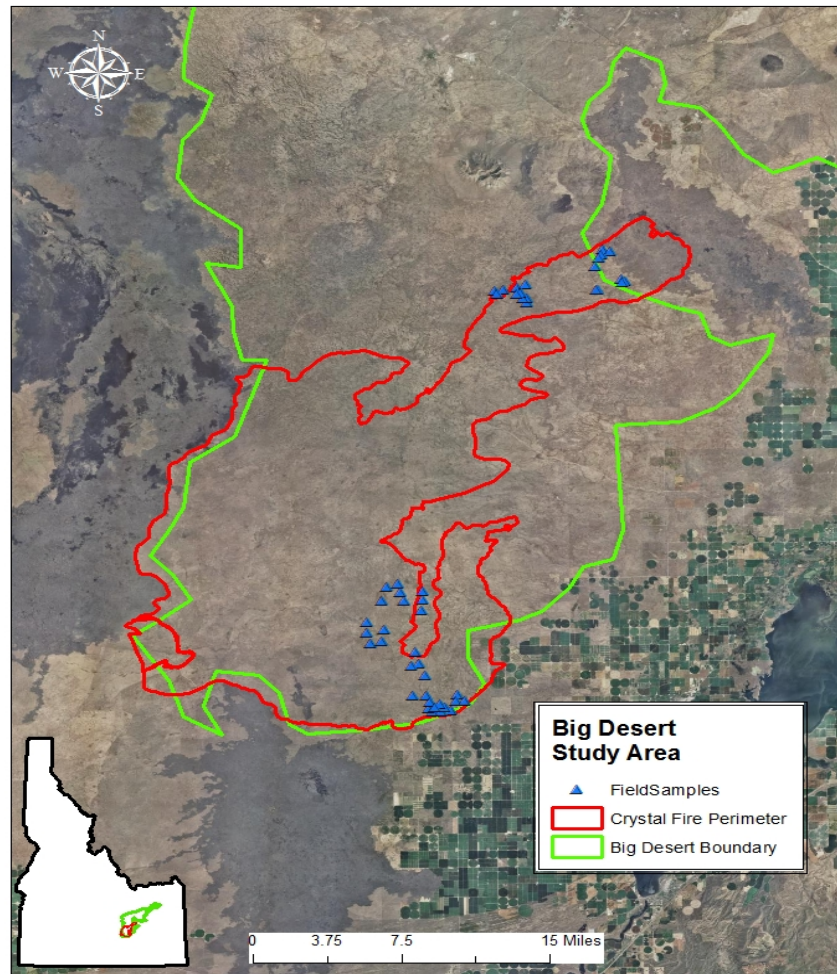 N
W E
S
Big Desert
Study Area
FieldSamples
Crystal Fire Perimeter
Big Desert Boundary
0 3.75 7.5 15 Miles